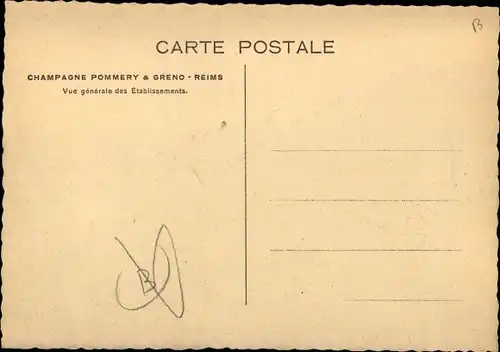 B
CARTE POSTALE
CHAMPAGNE POMMERY & GRENO - REIMS
Vue générale des Établissements.
B